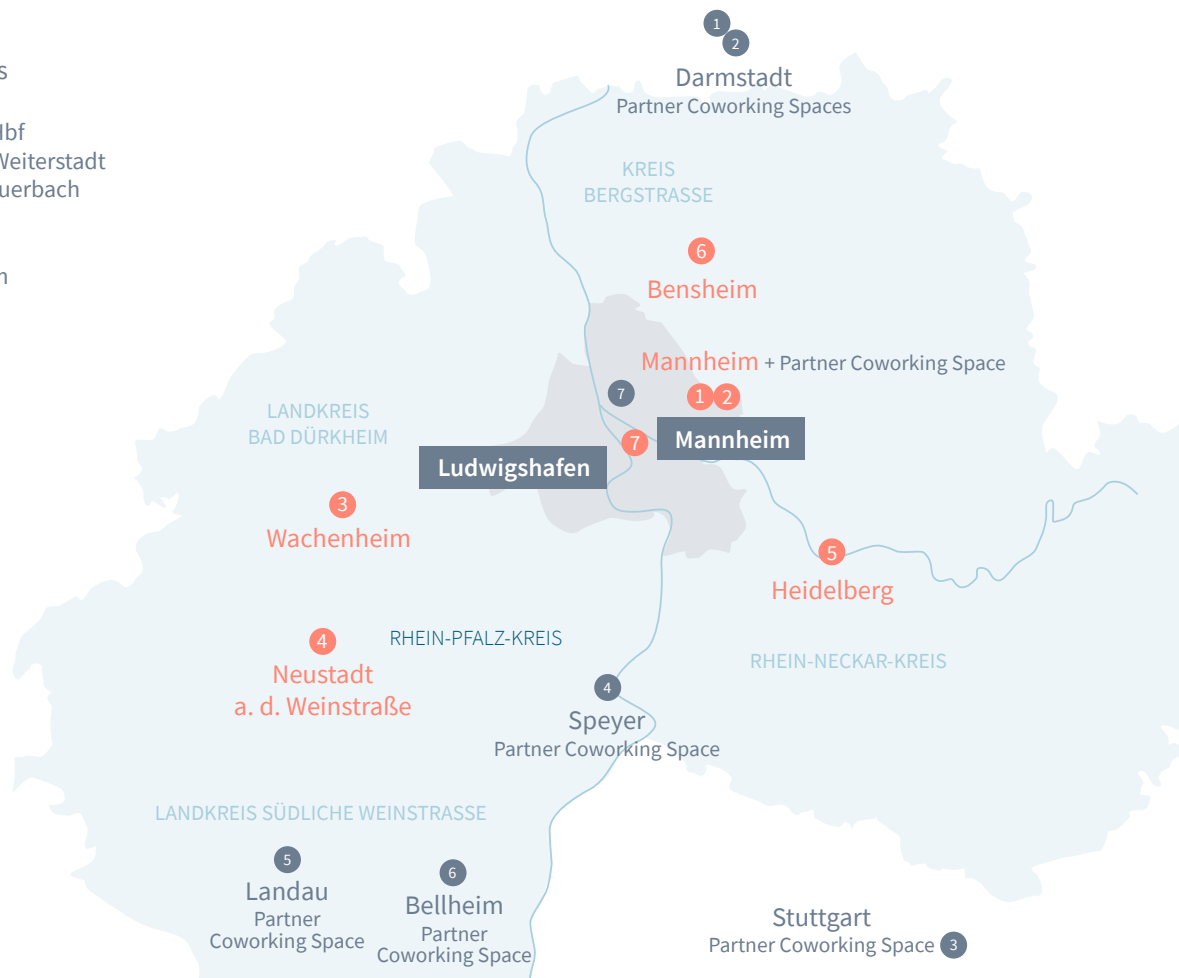 1
2
Darmstadt
Partner Coworking Spaces
s
Hbf
Weiterstadt
uerbach
n
KREIS
BERGSTRASSE
6
Bensheim
Mannheim + Partner Coworking Space
7
1 2
LANDKREIS
BAD DÜRKHEIM
7
Mannheim
Ludwigshafen
3
Wachenheim
5
Heidelberg
4
Neustadt
a. d. Weinstraße
RHEIN-PFALZ-KREIS
RHEIN-NECKAR-KREIS
4
Speyer
Partner Coworking Space
LANDKREIS SÜDLICHE WEINSTRASSE
5
Landau
Partner
Coworking Space
6
Bellheim
Partner
Coworking Space
Stuttgart
Partner Coworking Space 3